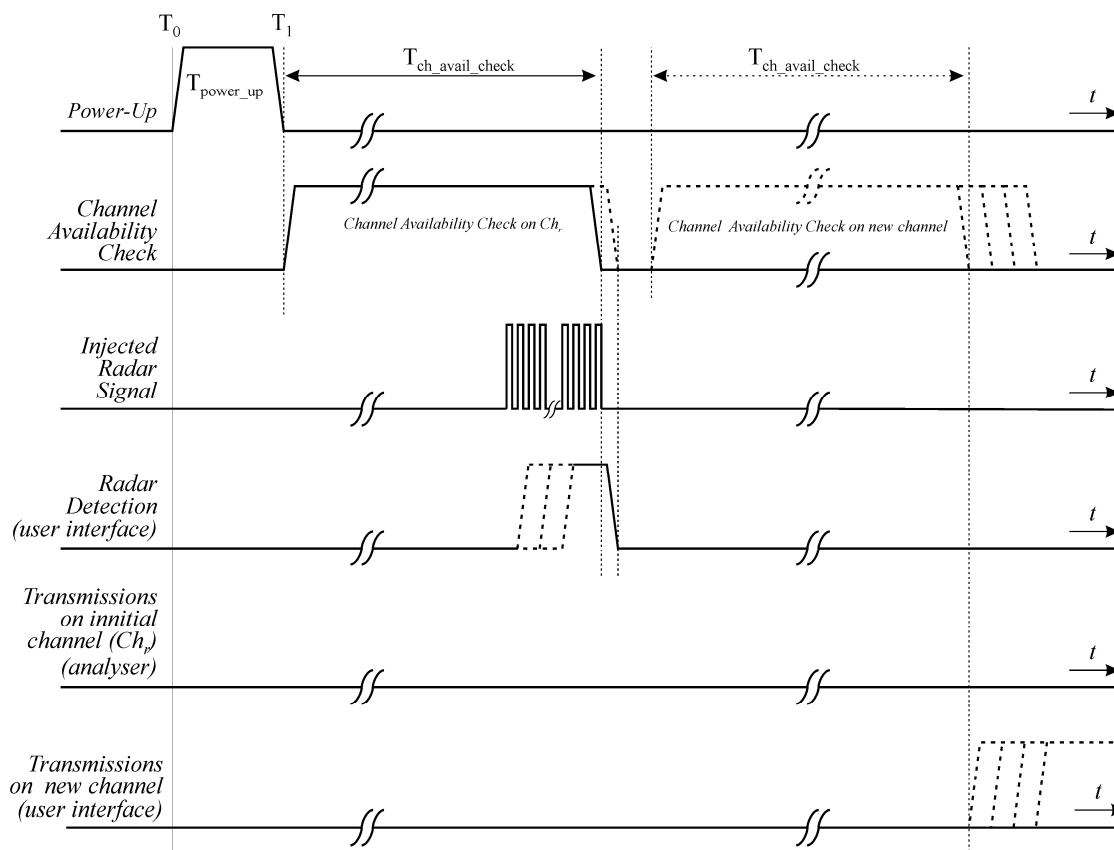 T0 T1
Tch_avail_check Tch_avail_check
Tpower_up
Power-Up t
Channel
Availability
Check
Channel Availability Check on Chr Channel Availability Check on new channel
t
Injected
Radar
Signal
t
Radar
Detection
(user interface)
t
Transmissions
on innitial
channel (Chr)
(analyser)
t
Transmissions
on new channel
(user interface)
t